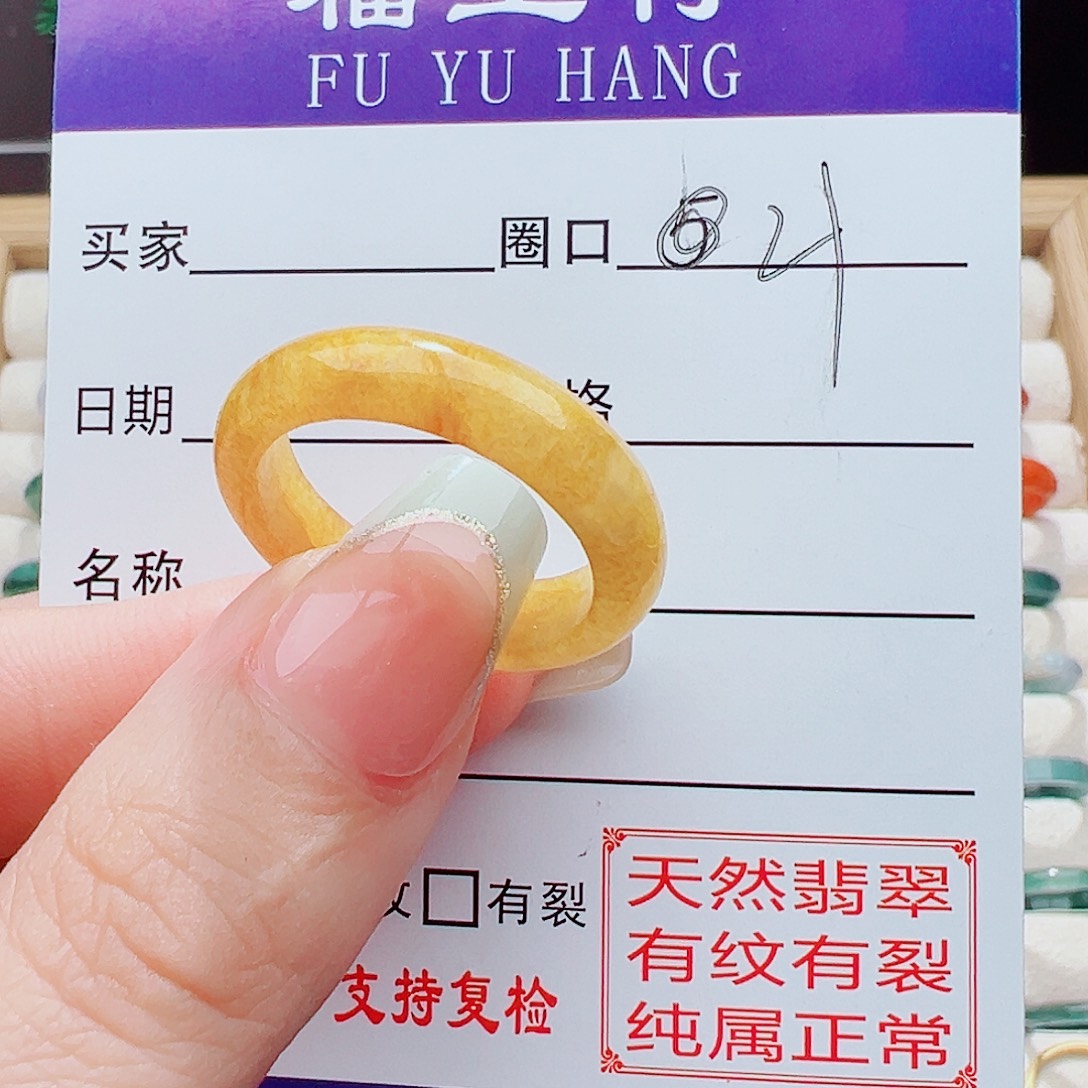 FU YU HANG
买家 圈口
日期 格
名称
□有裂
支持复检
天然翡翠
有纹有裂
纯属正常